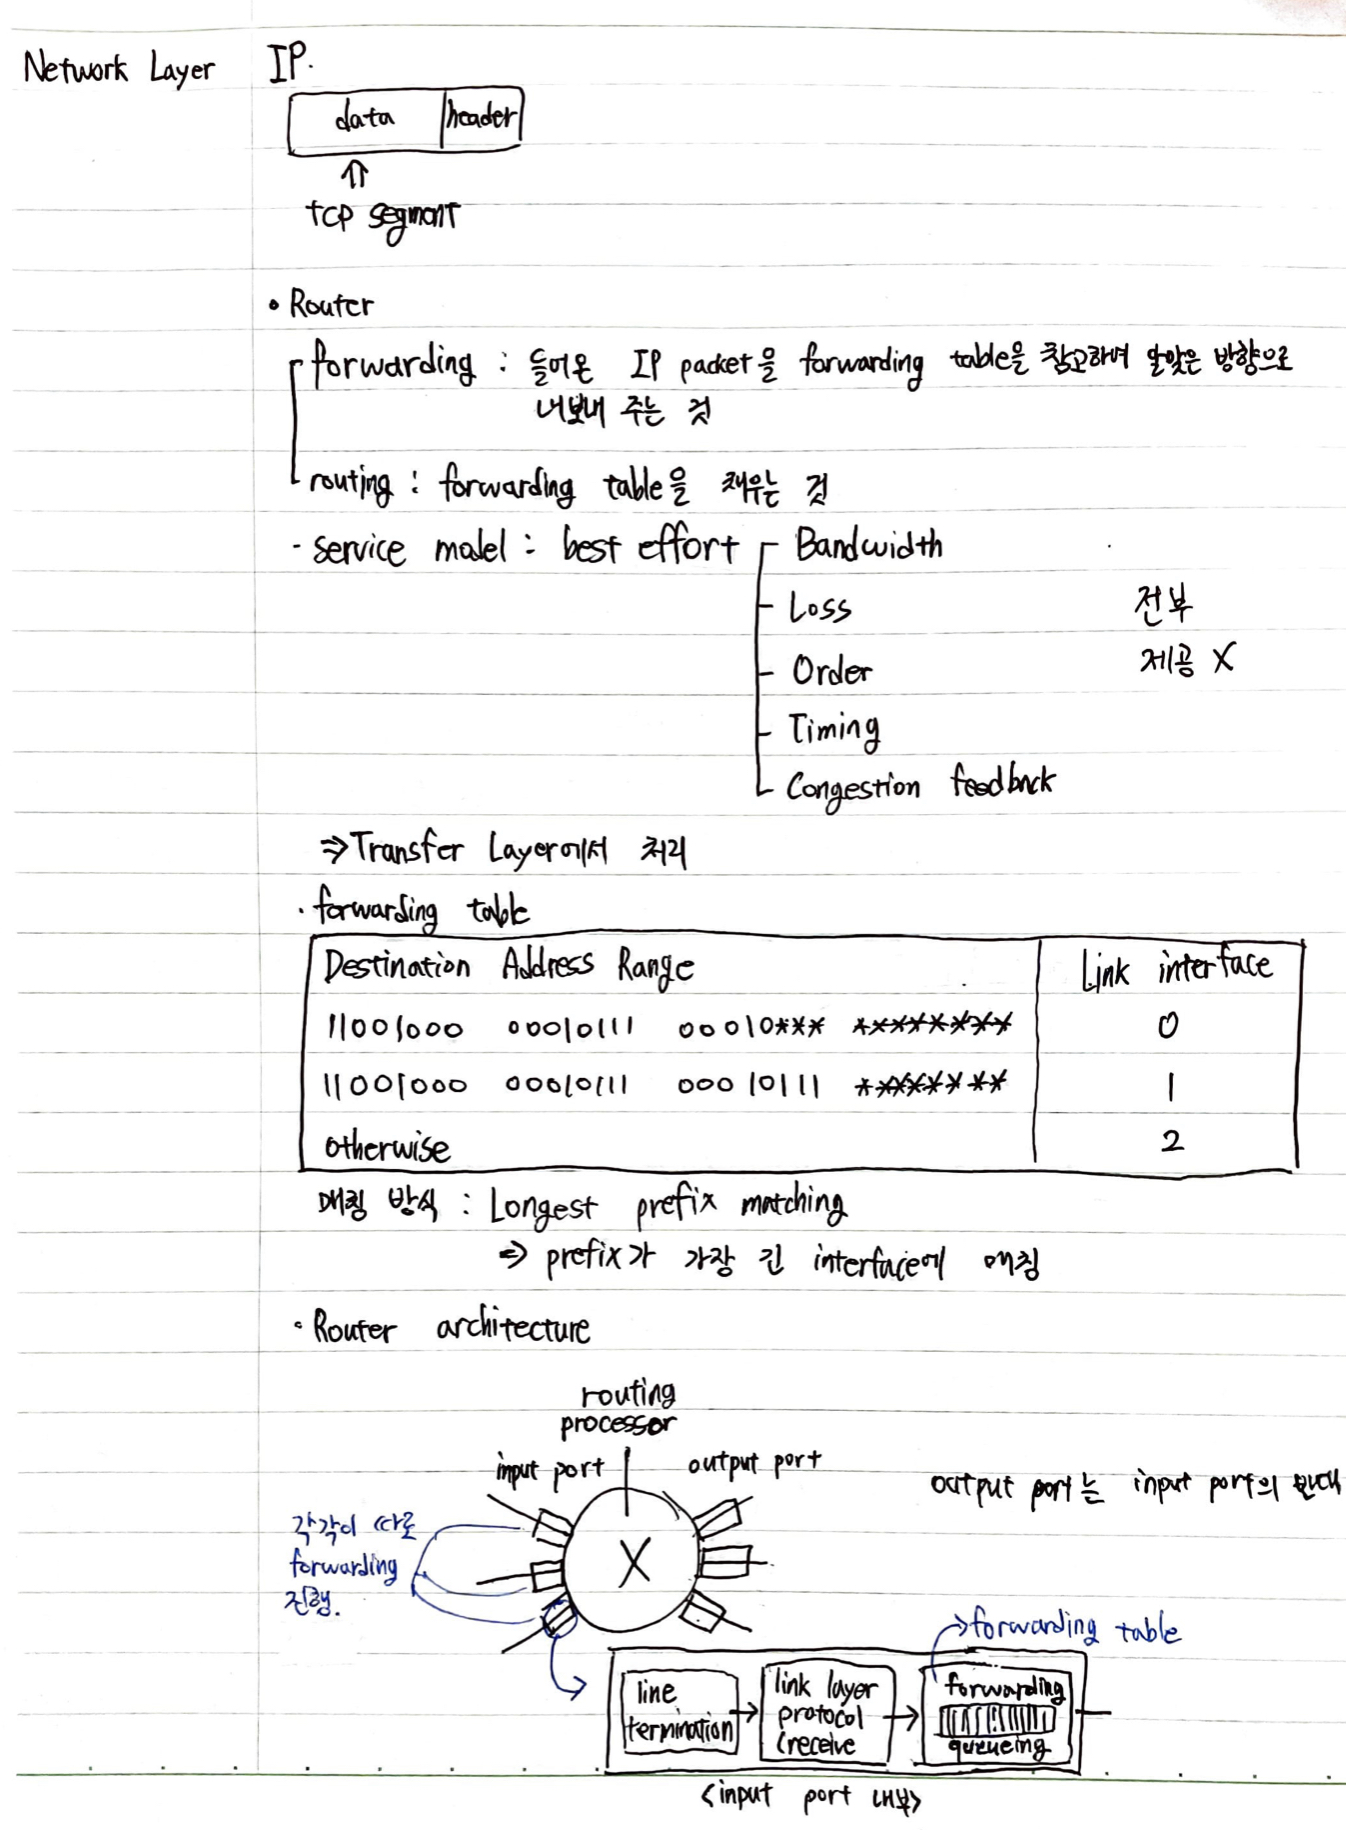 Network Layer IP.
data header
tcp segment
• Router
forwarding : 들어온 IP packet을 forwarding table을 참고하여 알맞은 방향으로
내보내 주는 것
routing : forwarding table을 채우는 것
- service model : best effort Bandwidth
Loss 전부
Order 제공 X
Timing
Congestion feedback
⇒ Transfer Layer에서 처리
· forwarding table
Destination Address Range Link interface
11001000 00010111 00010*** ******** 0
11001000 00010111 00010111 ******** 1
otherwise 2
매칭 방식 : Longest prefix matching
⇒ prefix가 가장 긴 interface에 매칭
• Router architecture
routing
processor
input port output port
output port는 input port의 반대
각각이 따로
forwarding
진행.
X
→ forwarding table
line
termination
link layer
protocol
(receive
forwarding
queueing
<input port 내부>